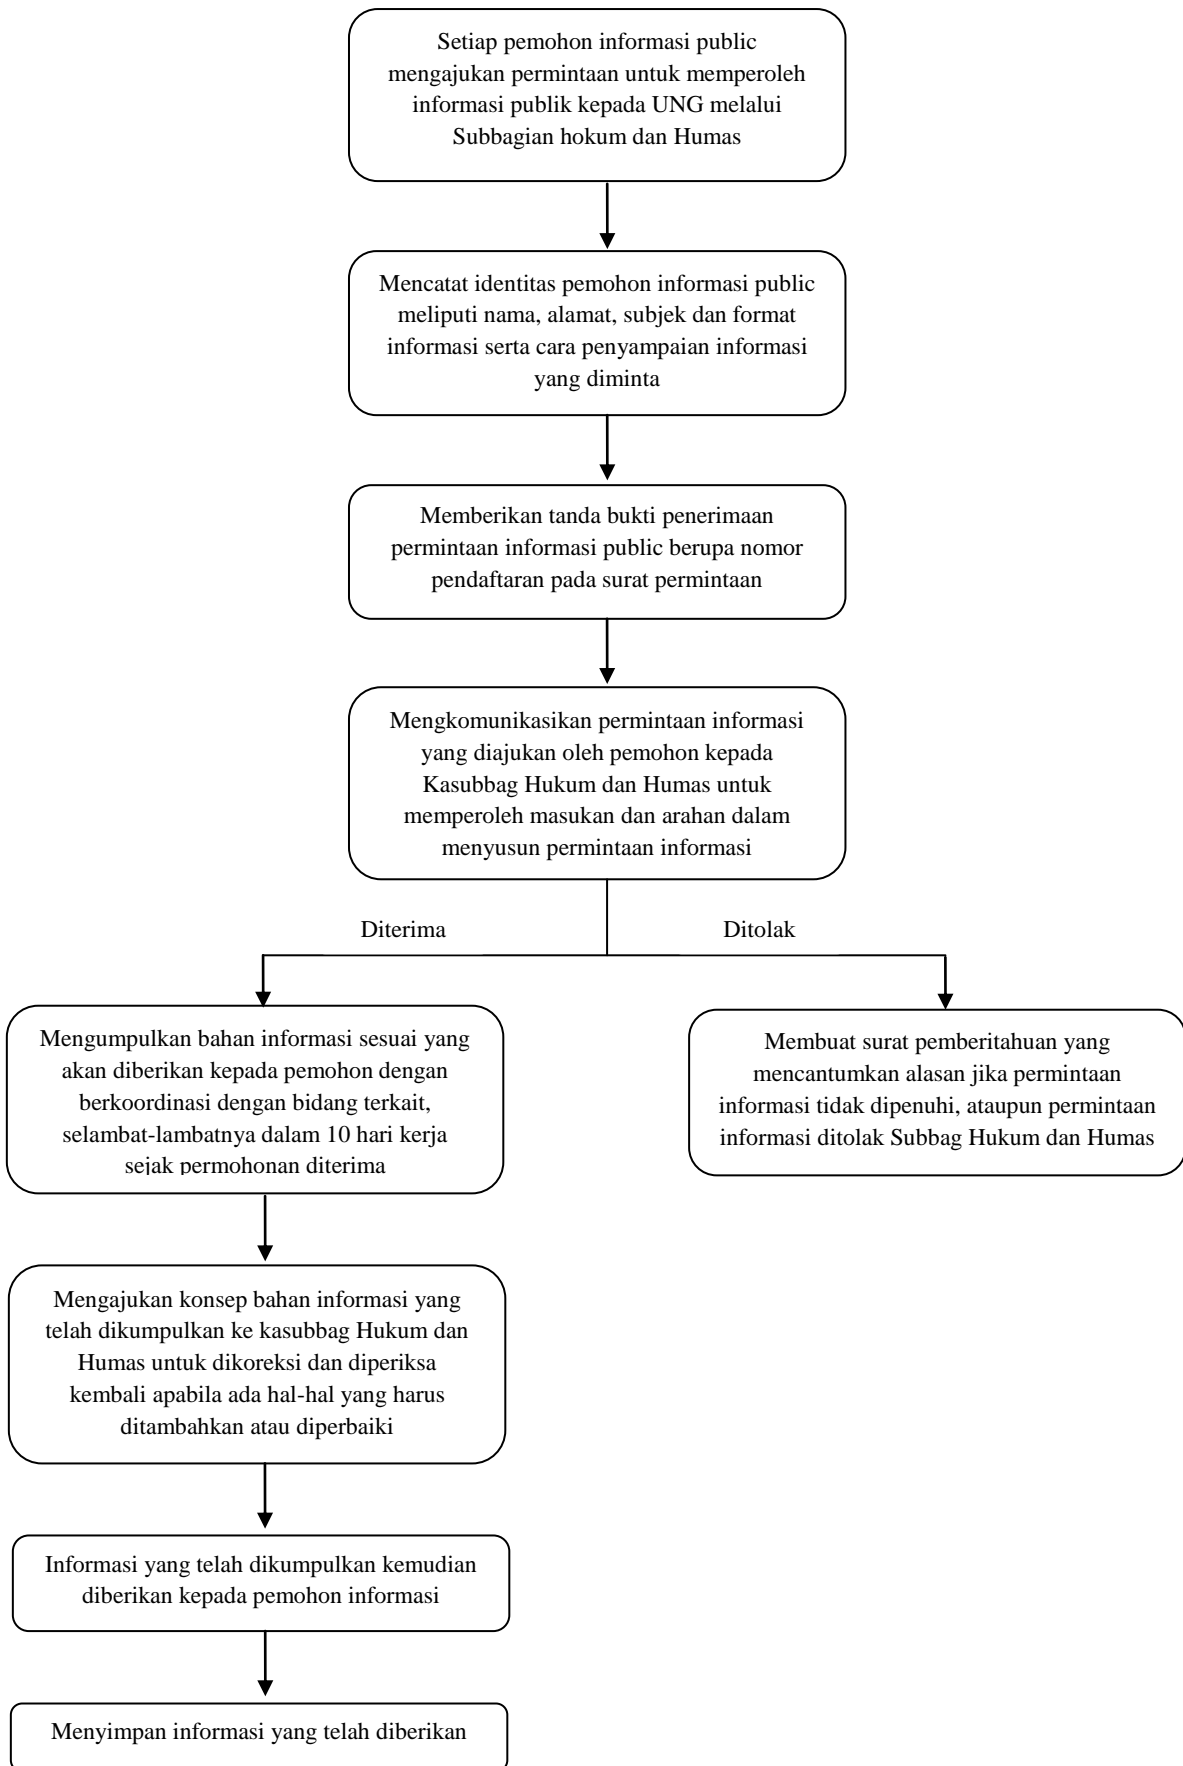 Setiap pemohon informasi public
mengajukan permintaan untuk memperoleh
informasi publik kepada UNG melalui
Subbagian hokum dan Humas
Mencatat identitas pemohon informasi public
meliputi nama, alamat, subjek dan format
informasi serta cara penyampaian informasi
yang diminta
Memberikan tanda bukti penerimaan
permintaan informasi public berupa nomor
pendaftaran pada surat permintaan
Mengkomunikasikan permintaan informasi
yang diajukan oleh pemohon kepada
Kasubbag Hukum dan Humas untuk
memperoleh masukan dan arahan dalam
menyusun permintaan informasi
Diterima
Ditolak
Mengumpulkan bahan informasi sesuai yang
akan diberikan kepada pemohon dengan
berkoordinasi dengan bidang terkait,
selambat-lambatnya dalam 10 hari kerja
sejak permohonan diterima
Membuat surat pemberitahuan yang
mencantumkan alasan jika permintaan
informasi tidak dipenuhi, ataupun permintaan
informasi ditolak Subbag Hukum dan Humas
Mengajukan konsep bahan informasi yang
telah dikumpulkan ke kasubbag Hukum dan
Humas untuk dikoreksi dan diperiksa
kembali apabila ada hal-hal yang harus
ditambahkan atau diperbaiki
Informasi yang telah dikumpulkan kemudian
diberikan kepada pemohon informasi
Menyimpan informasi yang telah diberikan